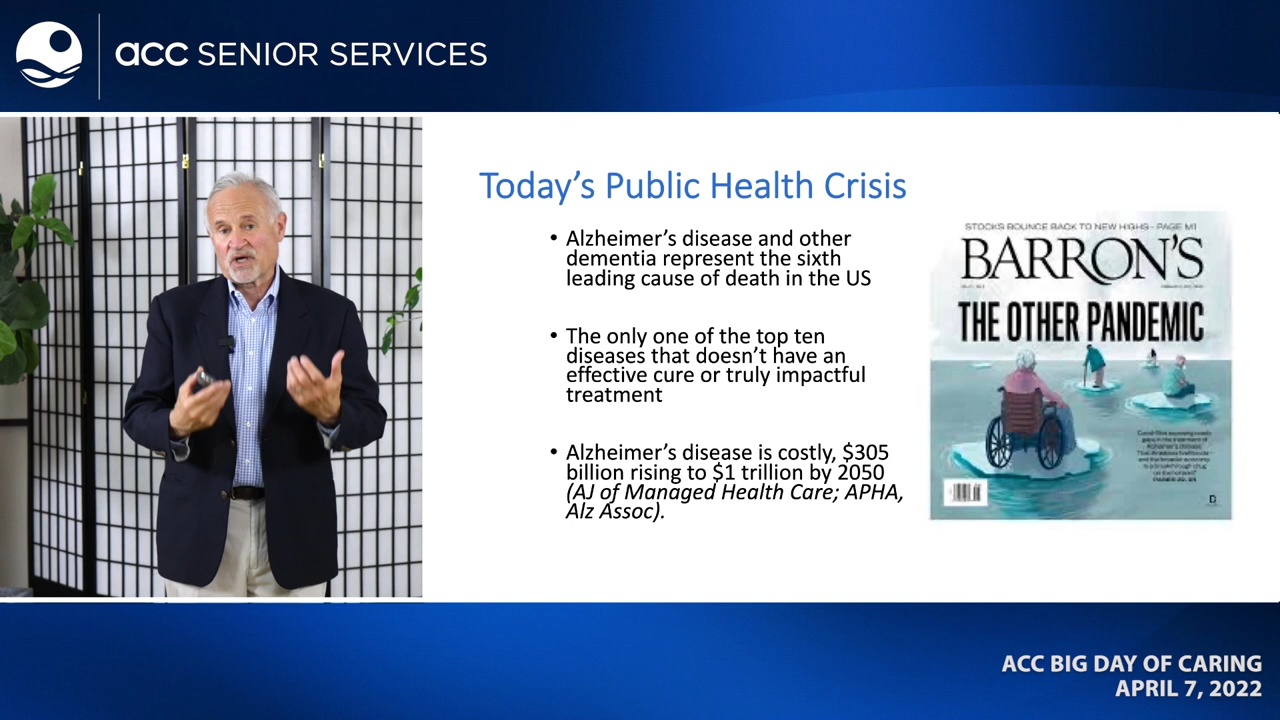 acc SENIOR SERVICES
Today's Public Health Crisis
• Alzheimer's disease and other
dementia represent the sixth
leading cause of death in the US
• The only one of the top ten
diseases that doesn't have an
effective cure or truly impactful
treatment
• Alzheimer's disease is costly, $305
billion rising to $1 trillion by 2050
(AJ of Managed Health Care; APHA,
Alz Assoc).
STOCKS BOUNCE BACK TO NEW HIGHS - PAGE M1
BARRON'S
THE OTHER PANDEMIC
ACC BIG DAY OF CARING
APRIL 7, 2022